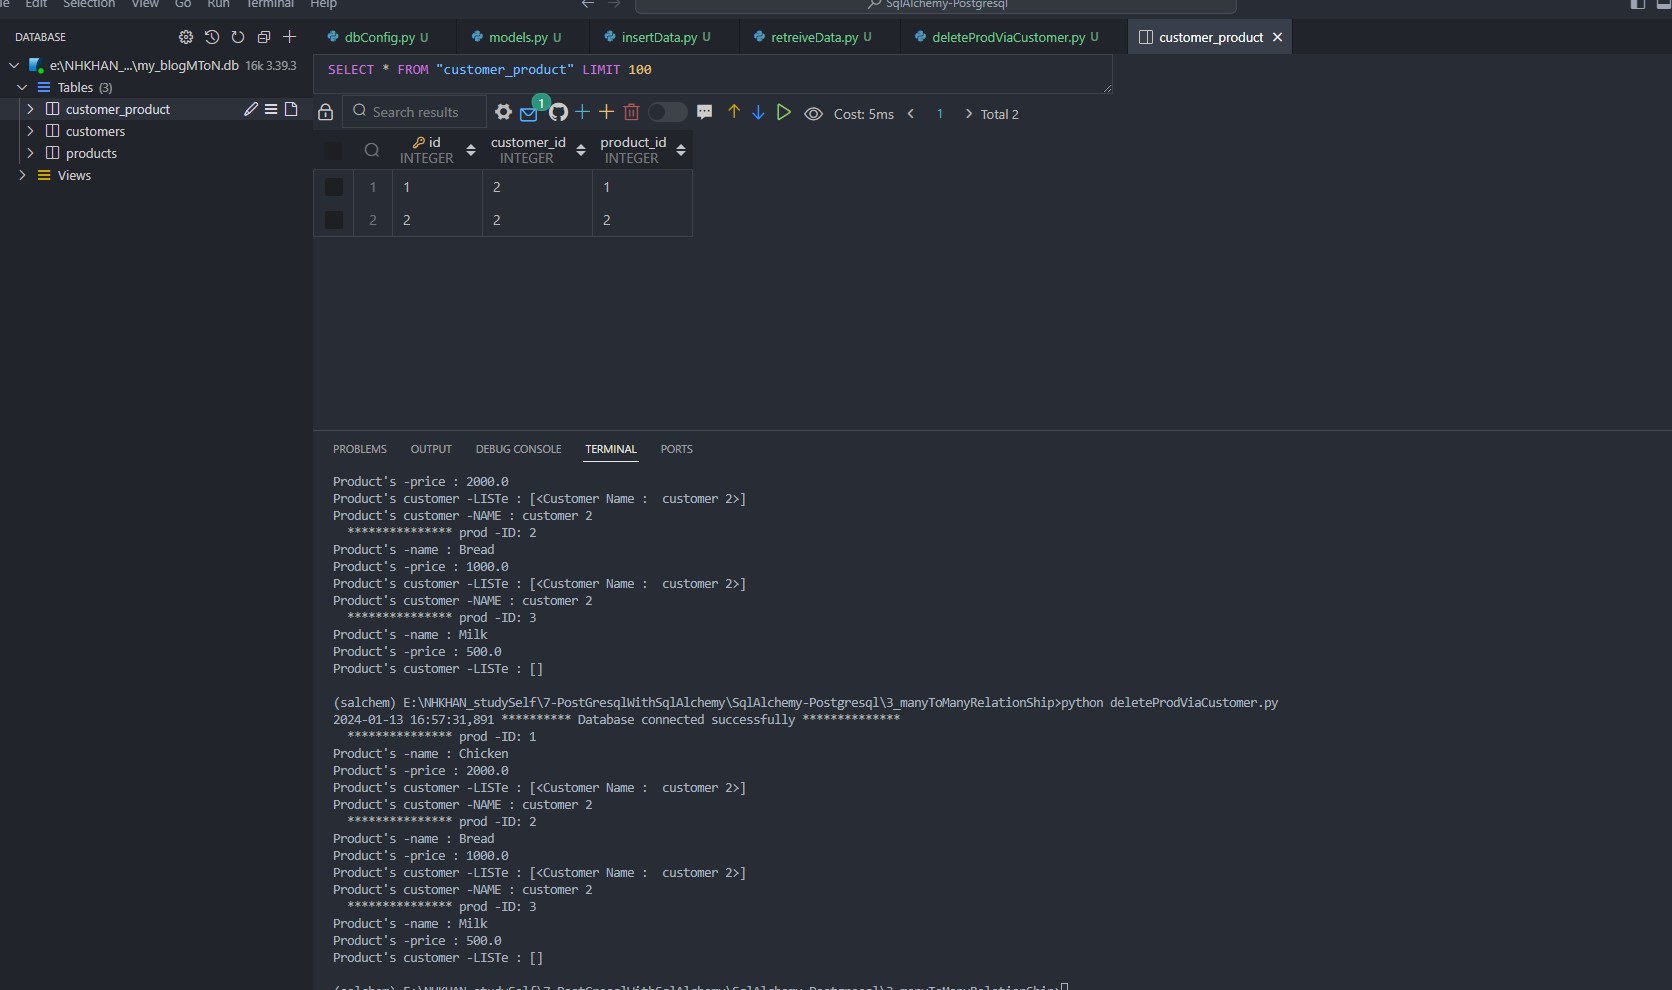 Edit Selection View Go Run Terminal Help
SqlAlchemy-Postgresql
DATABASE
dbConfig.py U
models.py U
insertData.py U
retreiveData.py U
deleteProdViaCustomer.py U
customer_product
e:\NHKHAN_...\my_blogMToN.db 16k 3.39.3
Tables (3)
customer_product
customers
products
Views
SELECT * FROM "customer_product" LIMIT 100
Search results
1
Cost: 5ms
1
Total 2
id customer_id product_id
INTEGER INTEGER INTEGER
1 1 2 1
2 2 2 2
PROBLEMS OUTPUT DEBUG CONSOLE TERMINAL PORTS
Product's -price : 2000.0
Product's customer -LISTe : [<Customer Name :  customer 2>]
Product's customer -NAME : customer 2
*************** prod -ID: 2
Product's -name : Bread
Product's -price : 1000.0
Product's customer -LISTe : [<Customer Name :  customer 2>]
Product's customer -NAME : customer 2
*************** prod -ID: 3
Product's -name : Milk
Product's -price : 500.0
Product's customer -LISTe : []
(salchem) E:\NHKHAN_studySelf\7-PostGresqlWithSqlAlchemy\SqlAlchemy-Postgresql\3_manyToManyRelationShip>python deleteProdViaCustomer.py
2024-01-13 16:57:31,891 ********** Database connected successfully **************
*************** prod -ID: 1
Product's -name : Chicken
Product's -price : 2000.0
Product's customer -LISTe : [<Customer Name :  customer 2>]
Product's customer -NAME : customer 2
*************** prod -ID: 2
Product's -name : Bread
Product's -price : 1000.0
Product's customer -LISTe : [<Customer Name :  customer 2>]
Product's customer -NAME : customer 2
*************** prod -ID: 3
Product's -name : Milk
Product's -price : 500.0
Product's customer -LISTe : []
(salchem) E:\NHKHAN_studySelf\7-PostGresqlWithSqlAlchemy\SqlAlchemy-Postgresql\3_manyToManyRelationShip>